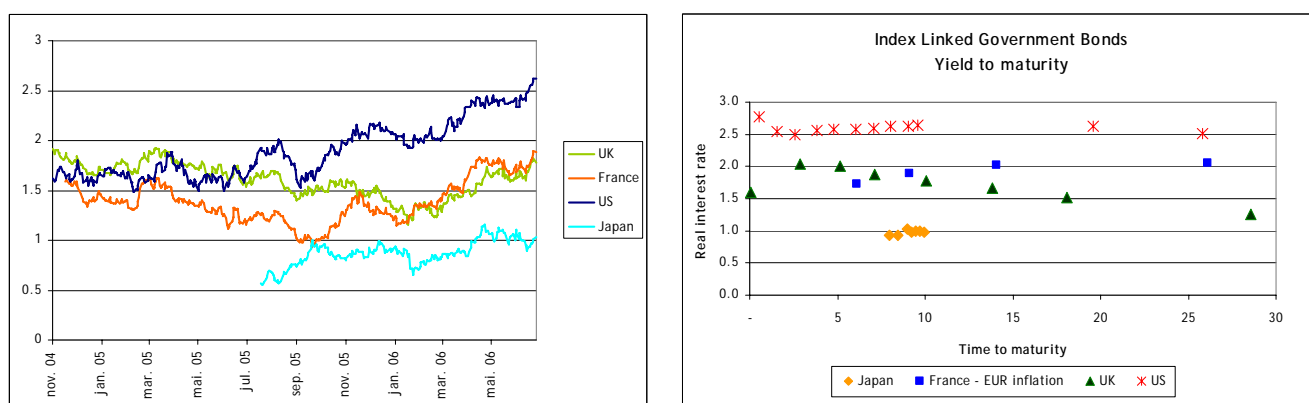 3
2.5
2
1.5
1
0.5
0
nov. 04
jan. 05
mar. 05
mai. 05
jul. 05
sep. 05
nov. 05
jan. 06
mar. 06
mai. 06
UK
France
US
Japan
Index Linked Government Bonds
Yield to maturity
Real interest rate
3.0
2.5
2.0
1.5
1.0
0.5
0.0
- 5 10 15 20 25 30
Time to maturity
Japan France - EUR inflation UK US